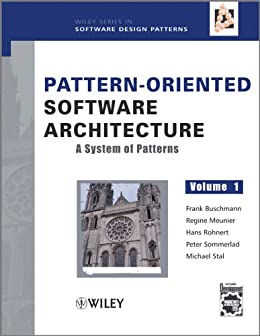 WILEY SERIES IN
SOFTWARE DESIGN PATTERNS
PATTERN-ORIENTED
SOFTWARE
ARCHITECTURE
A System of Patterns
Volume 1
Frank Buschmann
Regine Meunier
Hans Rohnert
Peter Sommerlad
Michael Stal
WILEY